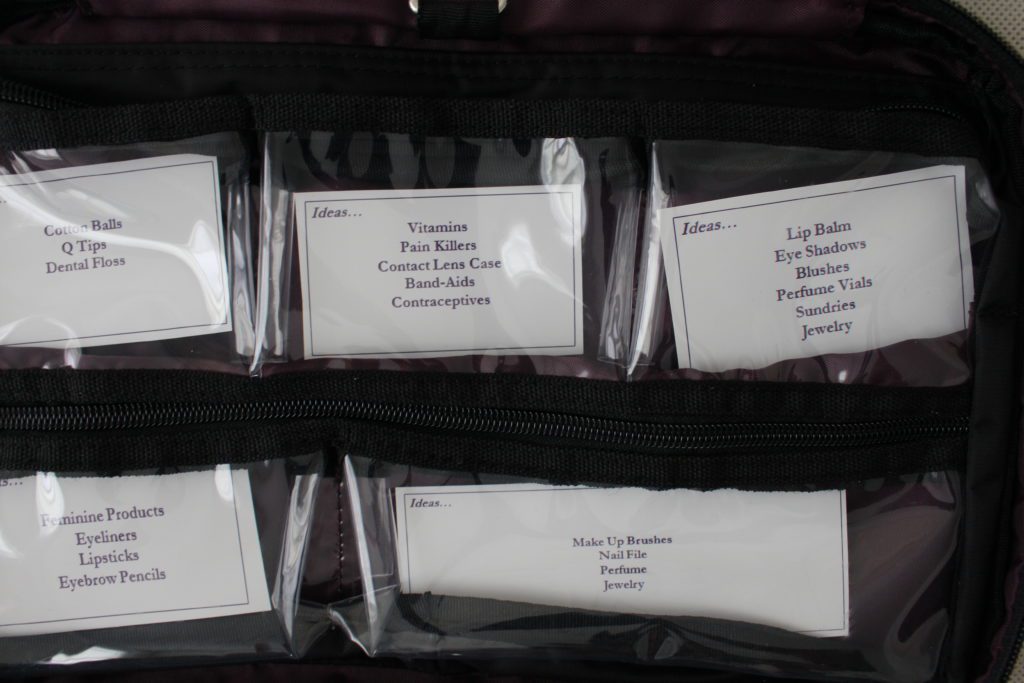 Cotton Balls
Q Tips
Dental Floss
Ideas...
Vitamins
Pain Killers
Contact Lens Case
Band-Aids
Contraceptives
Ideas...
Lip Balm
Eye Shadows
Blushes
Perfume Vials
Sundries
Jewelry
Feminine Products
Eyeliners
Lipsticks
Eyebrow Pencils
Ideas...
Make Up Brushes
Nail File
Perfume
Jewelry